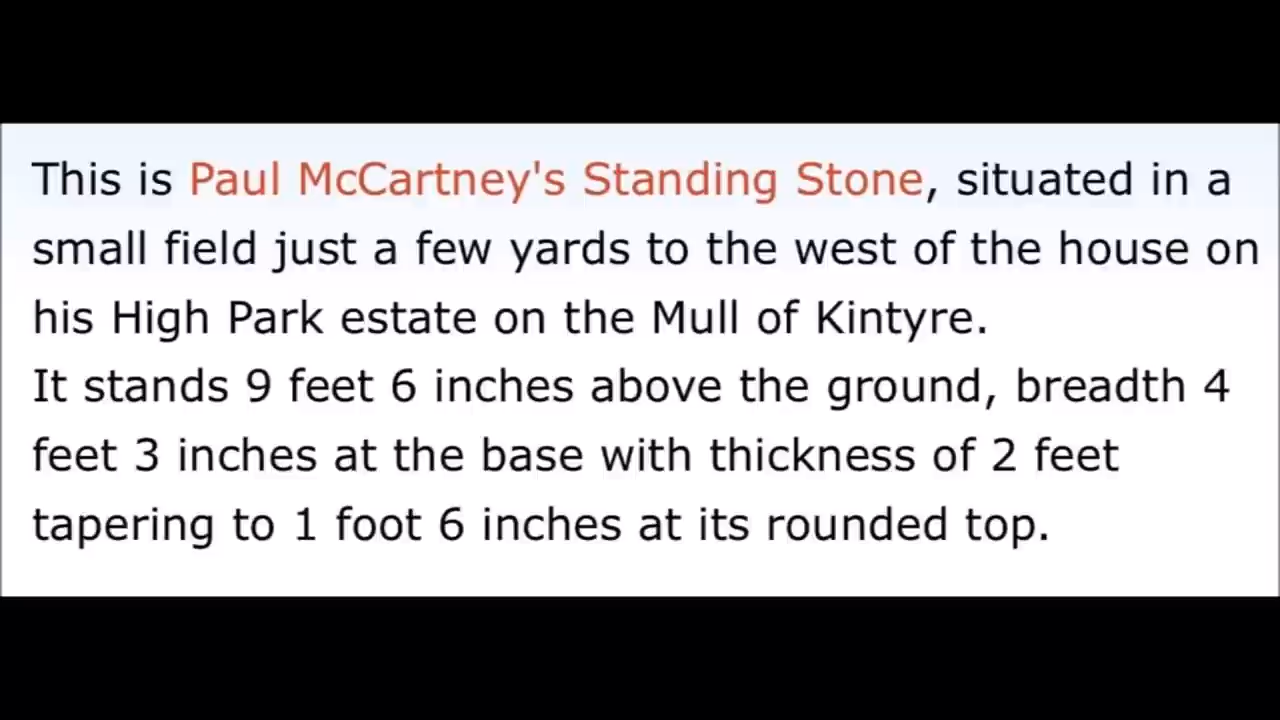 This is Paul McCartney's Standing Stone, situated in a
small field just a few yards to the west of the house on
his High Park estate on the Mull of Kintyre.
It stands 9 feet 6 inches above the ground, breadth 4
feet 3 inches at the base with thickness of 2 feet
tapering to 1 foot 6 inches at its rounded top.